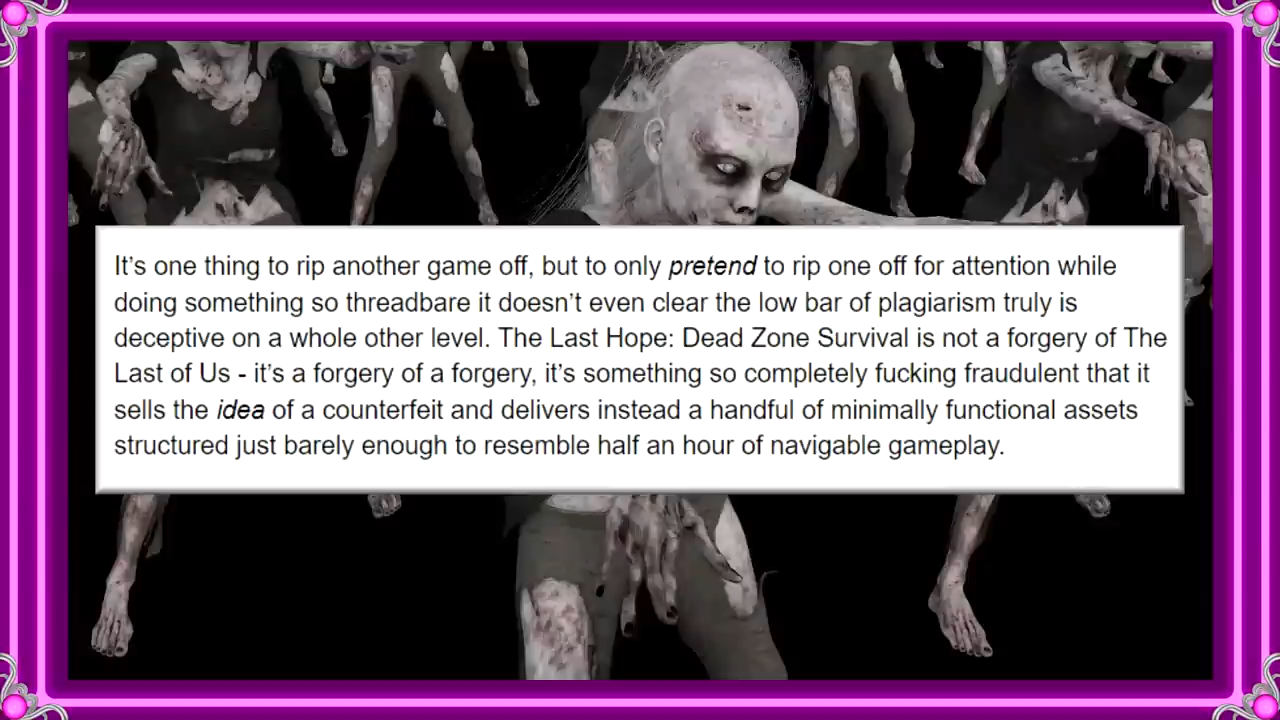 It’s one thing to rip another game off, but to only pretend to rip one off for attention while
doing something so threadbare it doesn’t even clear the low bar of plagiarism truly is
deceptive on a whole other level. The Last Hope: Dead Zone Survival is not a forgery of The
Last of Us - it’s a forgery of a forgery, it’s something so completely fucking fraudulent that it
sells the idea of a counterfeit and delivers instead a handful of minimally functional assets
structured just barely enough to resemble half an hour of navigable gameplay.